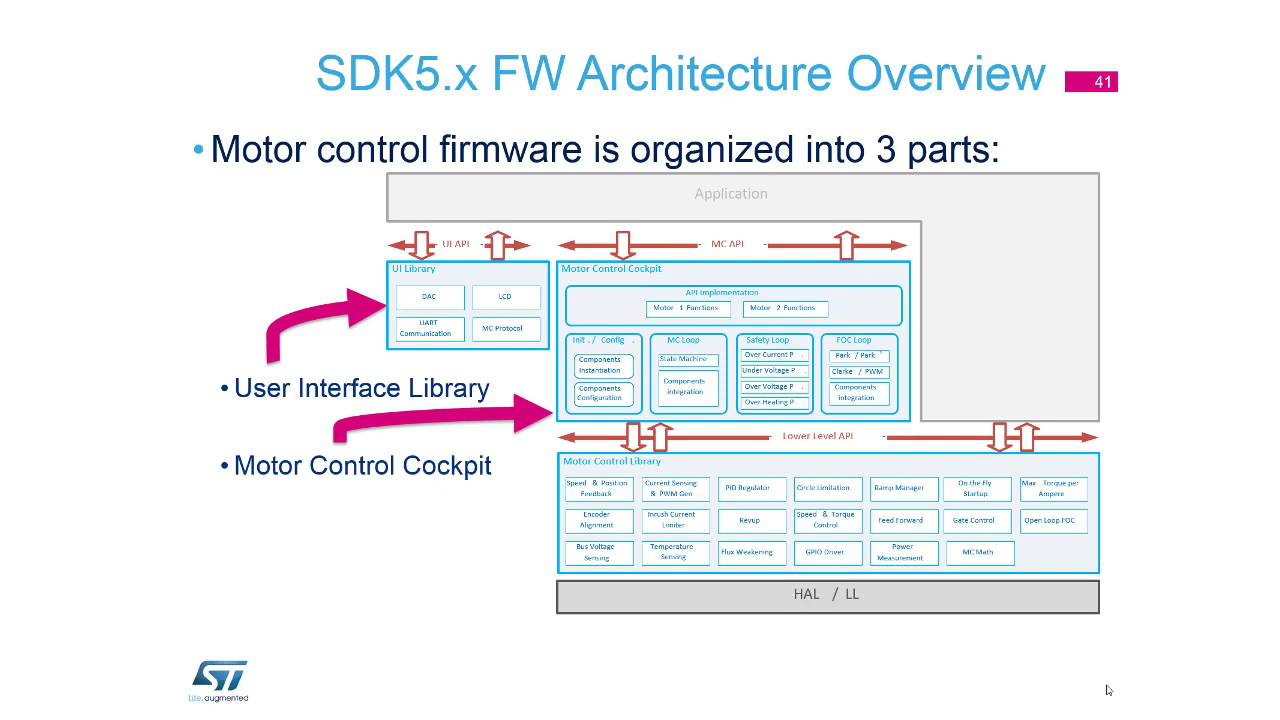 SDK5.x FW Architecture Overview
41
• Motor control firmware is organized into 3 parts:
Application
UI API
MC API
UI Library
DAC
LCD
UART
Communication
MC Protocol
Motor Control Cockpit
API Implementation
Motor 1 Functions
Motor 2 Functions
Init . / Config .
Components
Instantiation
Components
Configuration
MC Loop
State Machine
Components
integration
Safety Loop
Over Current P .
Under Voltage P .
Over Voltage P .
Over Heating P .
FOC Loop
Park / Park
Clarke / PWM
Components
integration
• User Interface Library
• Motor Control Cockpit
Lower Level API
Motor Control Library
Speed & Position
Feedback
Current Sensing
& PWM Gen .
PID Regulator
Circle Limitation
Ramp Manager
On the Fly
Startup
Max . Torque per
Ampere
Encoder
Alignment
Inrush Current
Limiter
Revup
Speed & Torque
Control
Feed Forward
Gate Control
Open Loop FOC
Bus Voltage
Sensing
Temperature
Sensing
Flux Weakening
GPIO Driver
Power
Measurement
MC Math
HAL / LL
ST
life.augmented